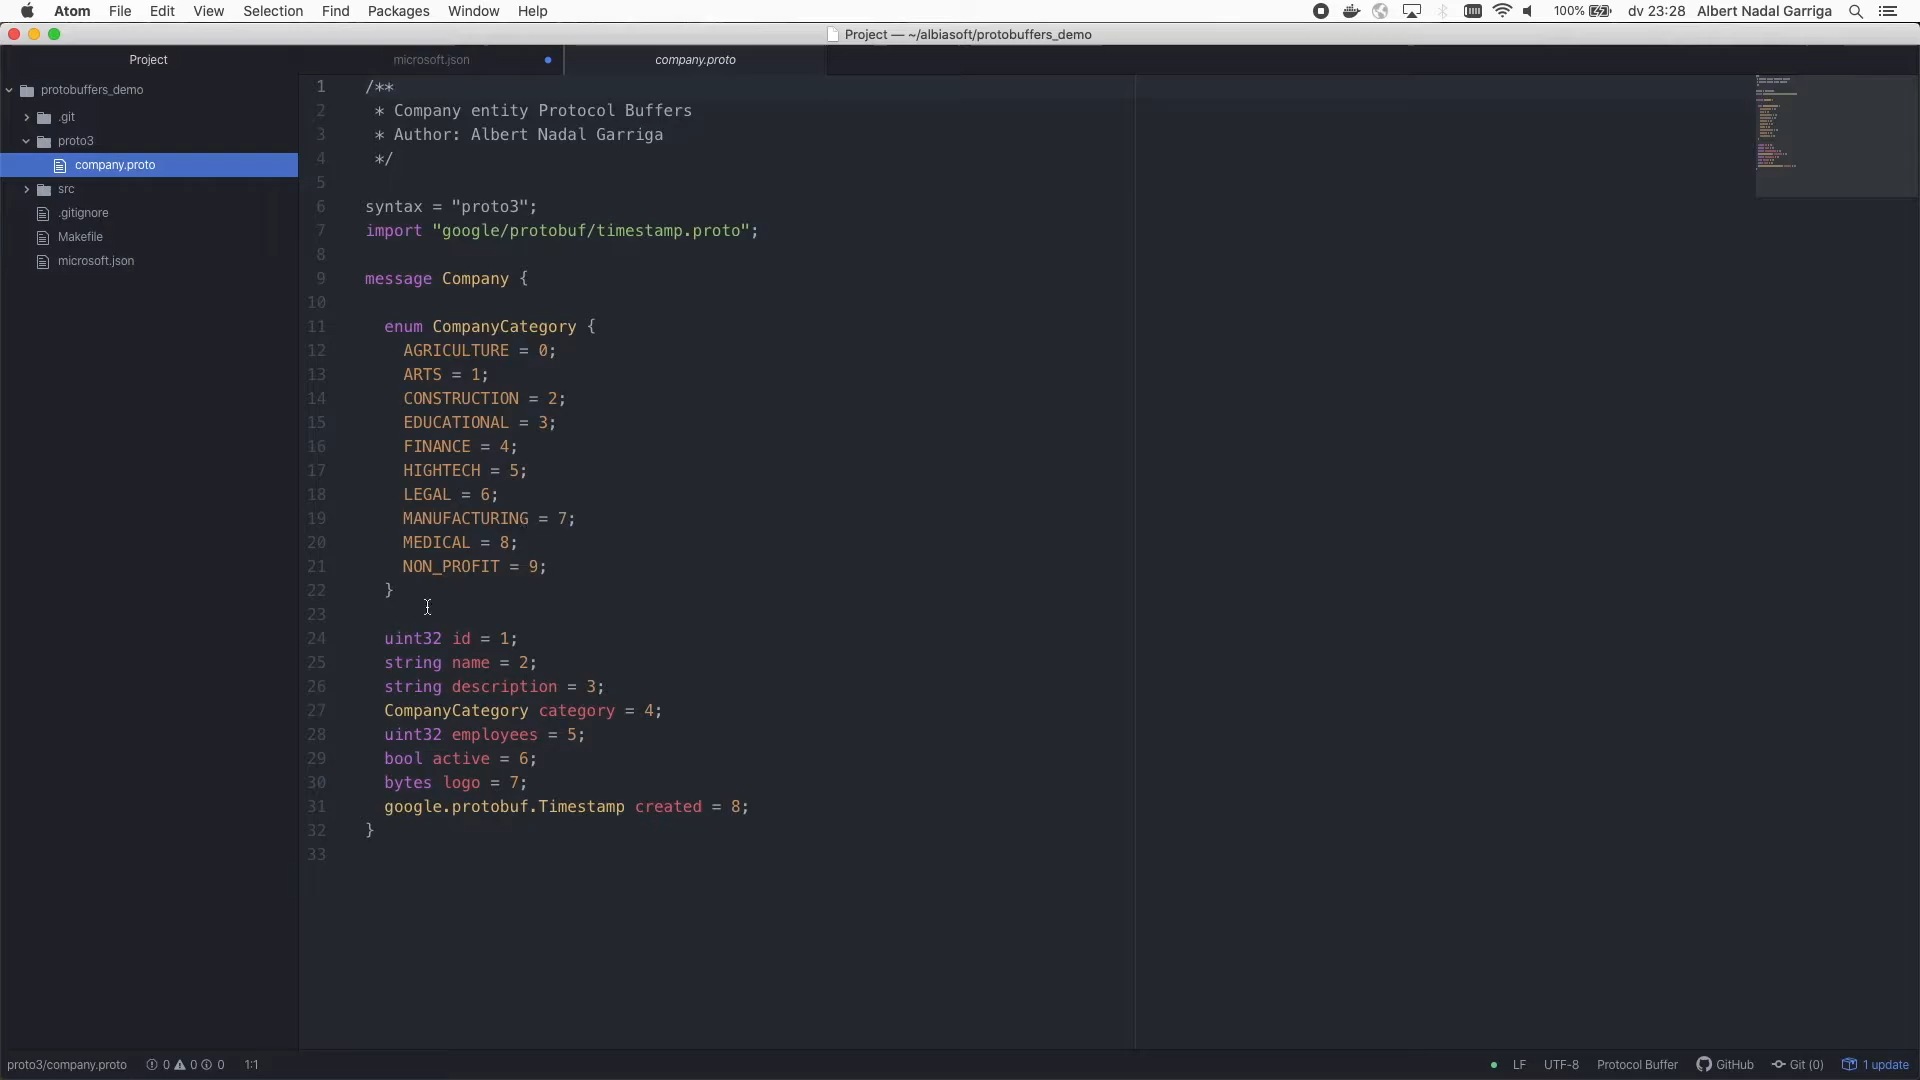 Atom File Edit View Selection Find Packages Window Help 100% dv 23:28 Albert Nadal Garriga
Project — ~/albiasoft/protobuffers_demo
Project microsoft.json company.proto
protobuffers_demo
.git
proto3
company.proto
src
.gitignore
Makefile
microsoft.json
1 /**
2 * Company entity Protocol Buffers
3 * Author: Albert Nadal Garriga
4 */
5
6 syntax = "proto3";
7 import "google/protobuf/timestamp.proto";
8
9 message Company {
10
11 enum CompanyCategory {
12 AGRICULTURE = 0;
13 ARTS = 1;
14 CONSTRUCTION = 2;
15 EDUCATIONAL = 3;
16 FINANCE = 4;
17 HIGHTECH = 5;
18 LEGAL = 6;
19 MANUFACTURING = 7;
20 MEDICAL = 8;
21 NON_PROFIT = 9;
22 }
23
24 uint32 id = 1;
25 string name = 2;
26 string description = 3;
27 CompanyCategory category = 4;
28 uint32 employees = 5;
29 bool active = 6;
30 bytes logo = 7;
31 google.protobuf.Timestamp created = 8;
32 }
33
proto3/company.proto 0 0 0 1:1 LF UTF-8 Protocol Buffer GitHub Git (0) 1 update